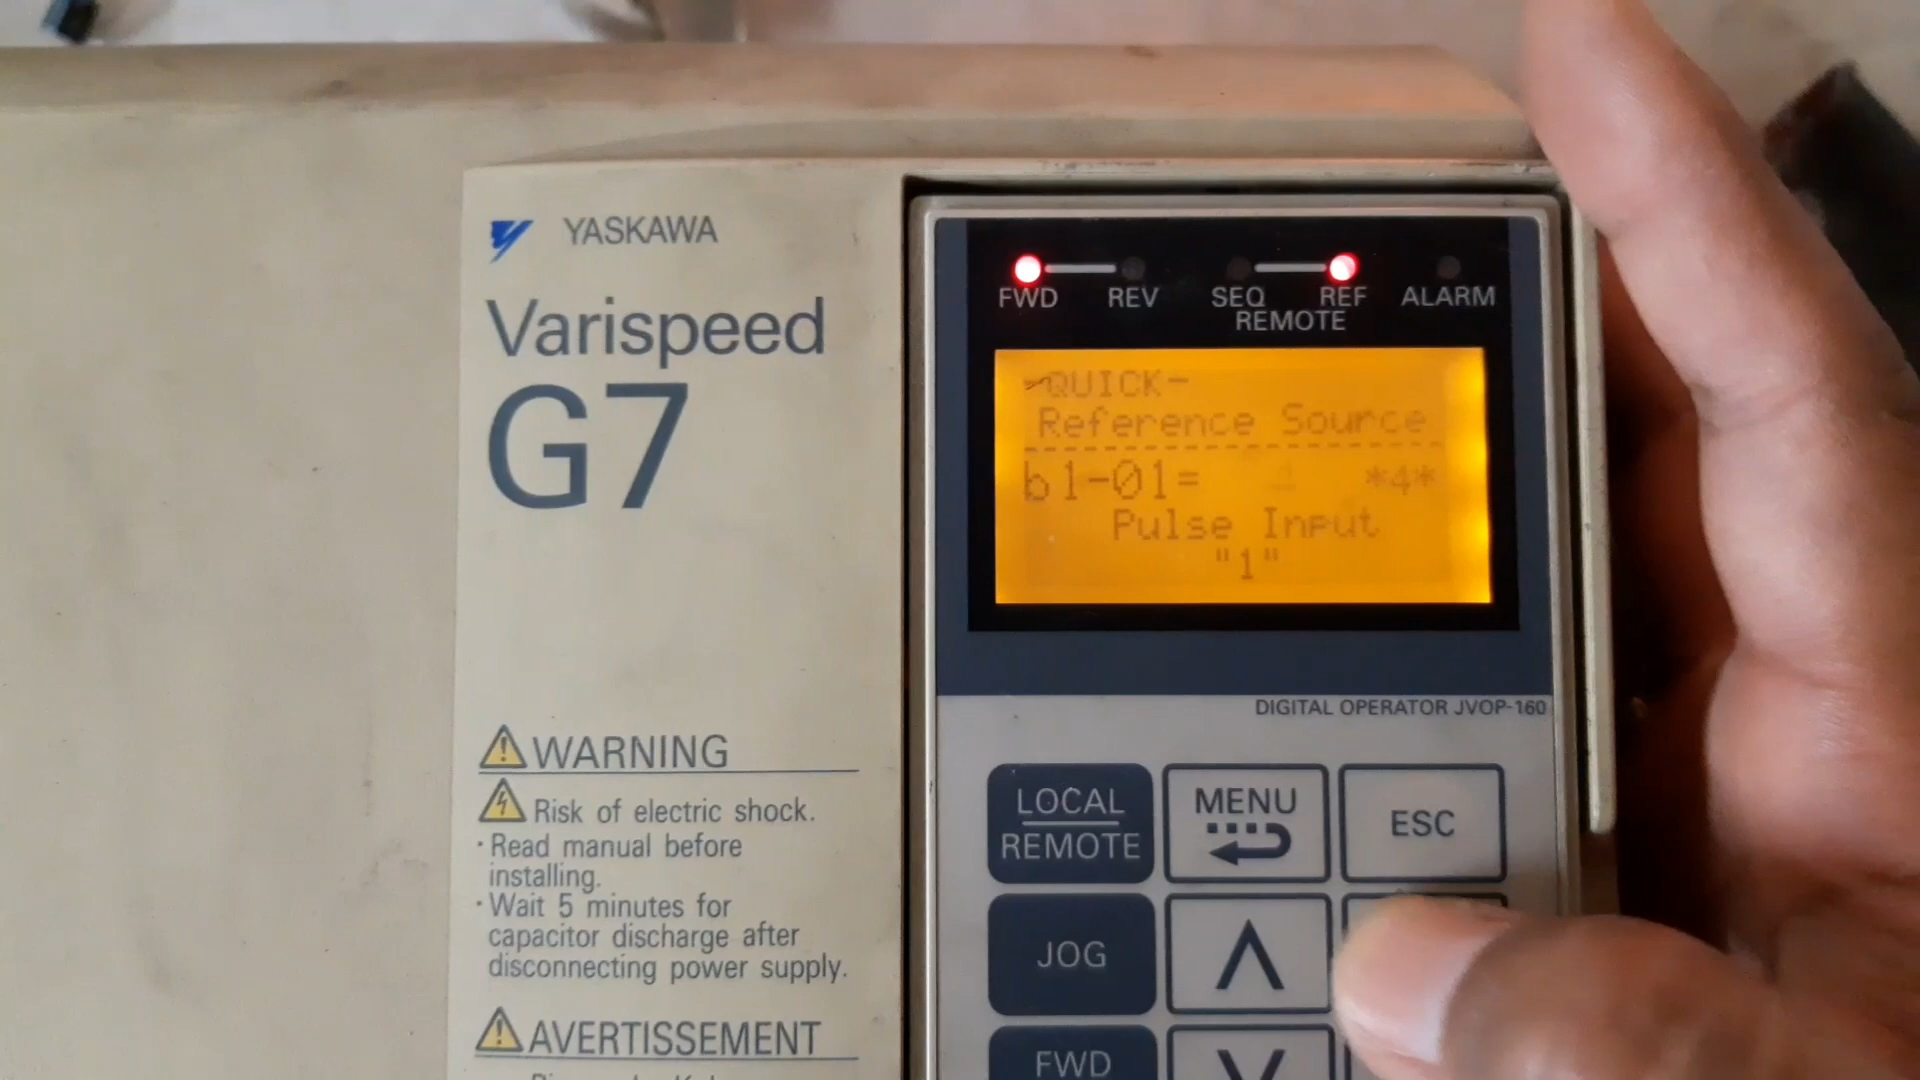 YASKAWA
Varispeed
G7
WARNING
Risk of electric shock.
· Read manual before
installing.
· Wait 5 minutes for
capacitor discharge after
disconnecting power supply.
AVERTISSEMENT
FWD REV SEQ REF ALARM
REMOTE
-QUICK-
Reference Source
b1-01= *4*
Pulse Input
"1"
DIGITAL OPERATOR JVOP-160
LOCAL
REMOTE
MENU
ESC
JOG
FWD